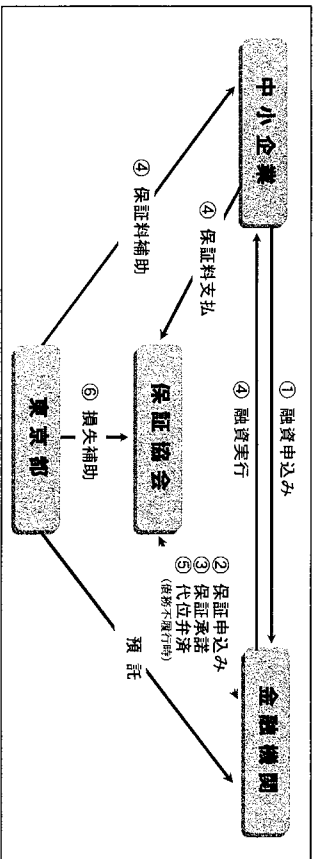 中小企業
① 融資申込み
④ 融資実行
金融機関
④ 保証料補助
④ 保証料支払
保証協会
② 保証申込み
③ 保証承諾
⑤ 代位弁済
(債務不履行時)
⑥ 損失補助
東京都
預託